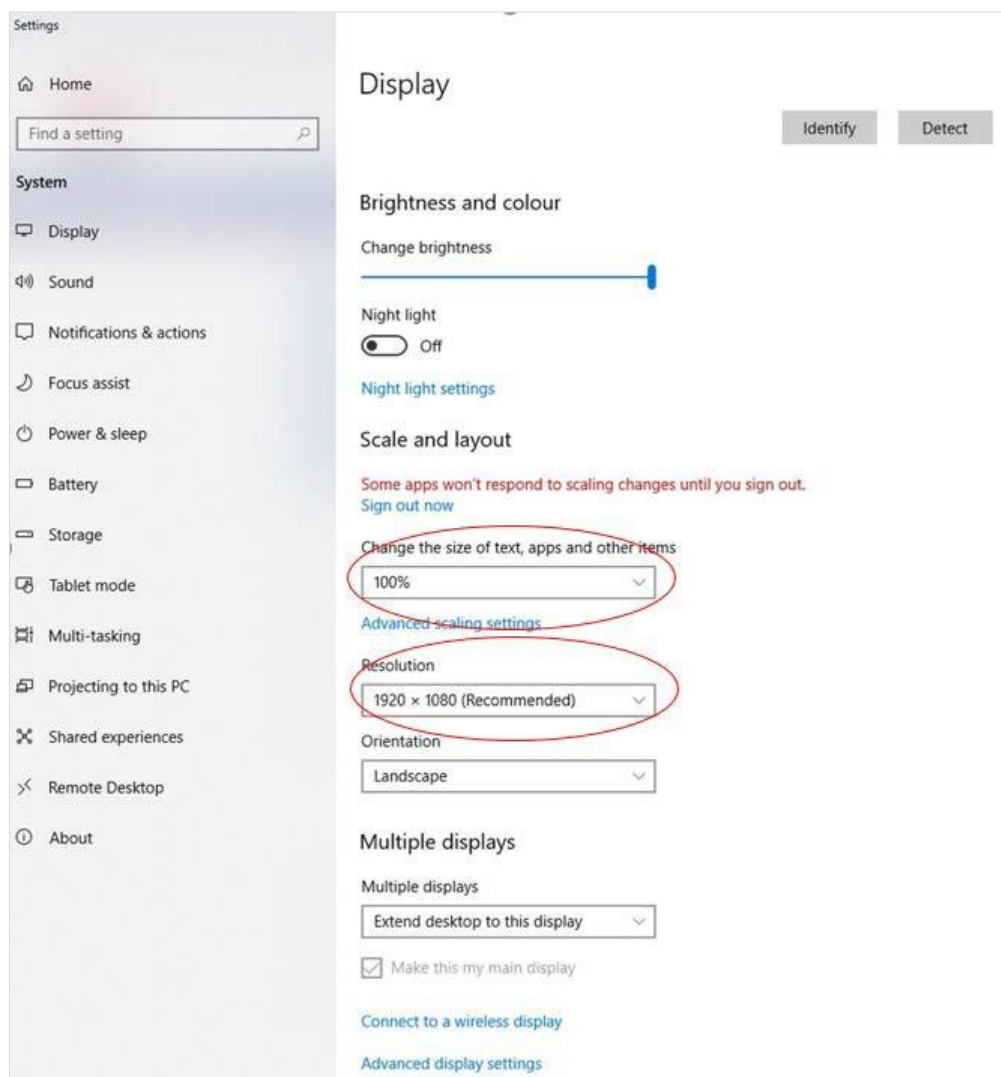 Settings
Home
Find a setting
System
Display
Sound
Notifications & actions
Focus assist
Power & sleep
Battery
Storage
Tablet mode
Multi-tasking
Projecting to this PC
Shared experiences
Remote Desktop
About
Display
Identify
Detect
Brightness and colour
Change brightness
Night light
Off
Night light settings
Scale and layout
Some apps won't respond to scaling changes until you sign out.
Sign out now
Change the size of text, apps and other items
100%
Advanced scaling settings
Resolution
1920 × 1080 (Recommended)
Orientation
Landscape
Multiple displays
Multiple displays
Extend desktop to this display
Make this my main display
Connect to a wireless display
Advanced display settings